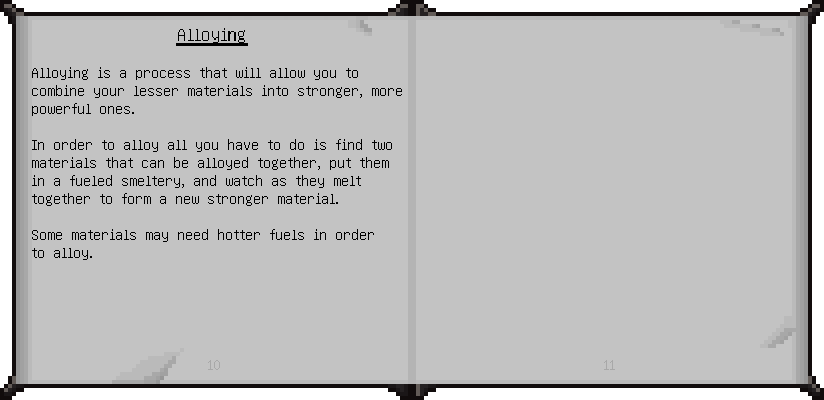 Alloying
Alloying is a process that will allow you to
combine your lesser materials into stronger, more
powerful ones.
In order to alloy all you have to do is find two
materials that can be alloyed together, put them
in a fueled smeltery, and watch as they melt
together to form a new stronger material.
Some materials may need hotter fuels in order
to alloy.
10
11